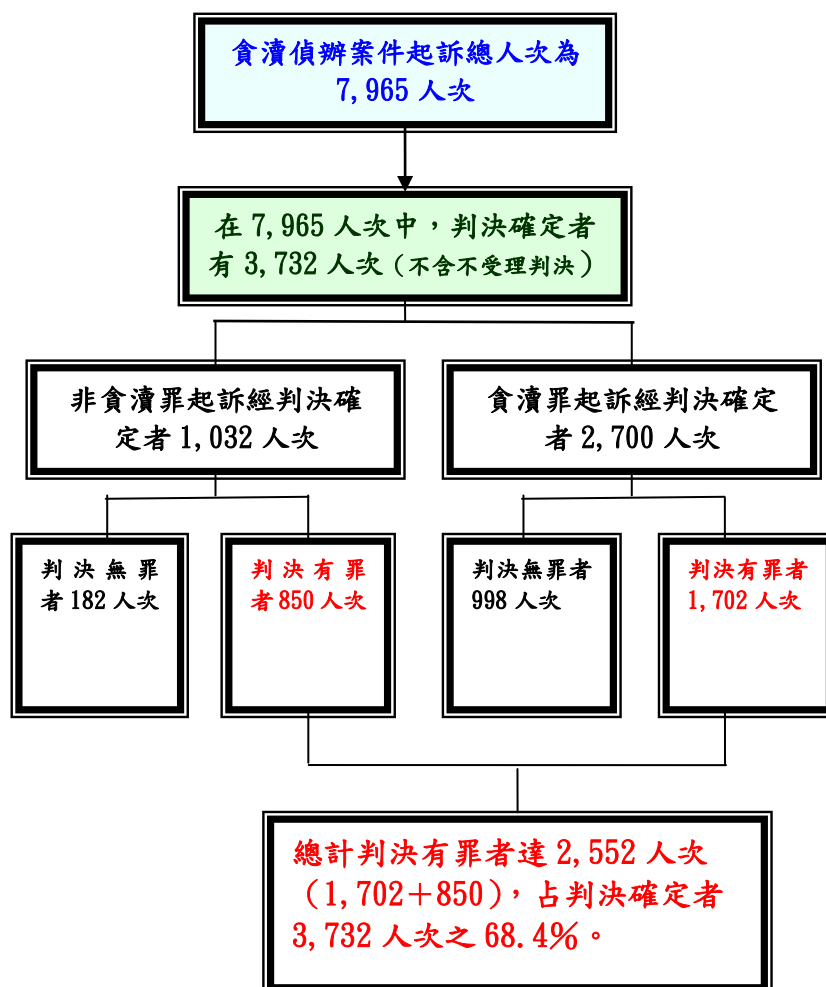 貪瀆偵辦案件起訴總人次為
7,965 人次
在 7,965 人次中，判決確定者
有 3,732 人次（不含不受理判決）
非貪瀆罪起訴經判決確
定者 1,032 人次
貪瀆罪起訴經判決確定
者 2,700 人次
判決無罪
者 182 人次
判決有罪
者 850 人次
判決無罪者
998 人次
判決有罪者
1,702 人次
總計判決有罪者達 2,552 人次
（1,702＋850），占判決確定者
3,732 人次之 68.4％。